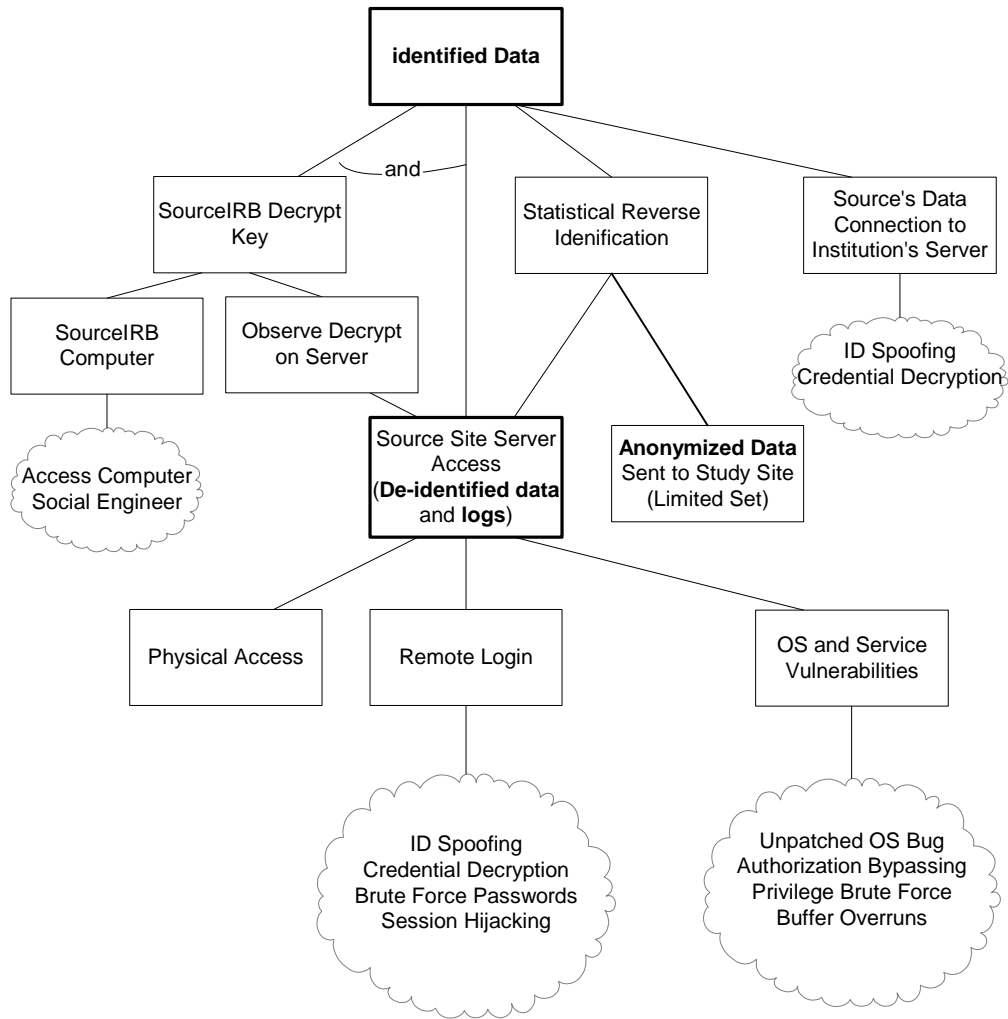 identified Data
and
SourceIRB Decrypt
Key
Statistical Reverse
Idenification
Source's Data
Connection to
Institution's Server
SourceIRB
Computer
Observe Decrypt
on Server
ID Spoofing
Credential Decryption
Access Computer
Social Engineer
Source Site Server
Access
(De-identified data
and logs)
Anonymized Data
Sent to Study Site
(Limited Set)
Physical Access
Remote Login
OS and Service
Vulnerabilities
ID Spoofing
Credential Decryption
Brute Force Passwords
Session Hijacking
Unpatched OS Bug
Authorization Bypassing
Privilege Brute Force
Buffer Overruns